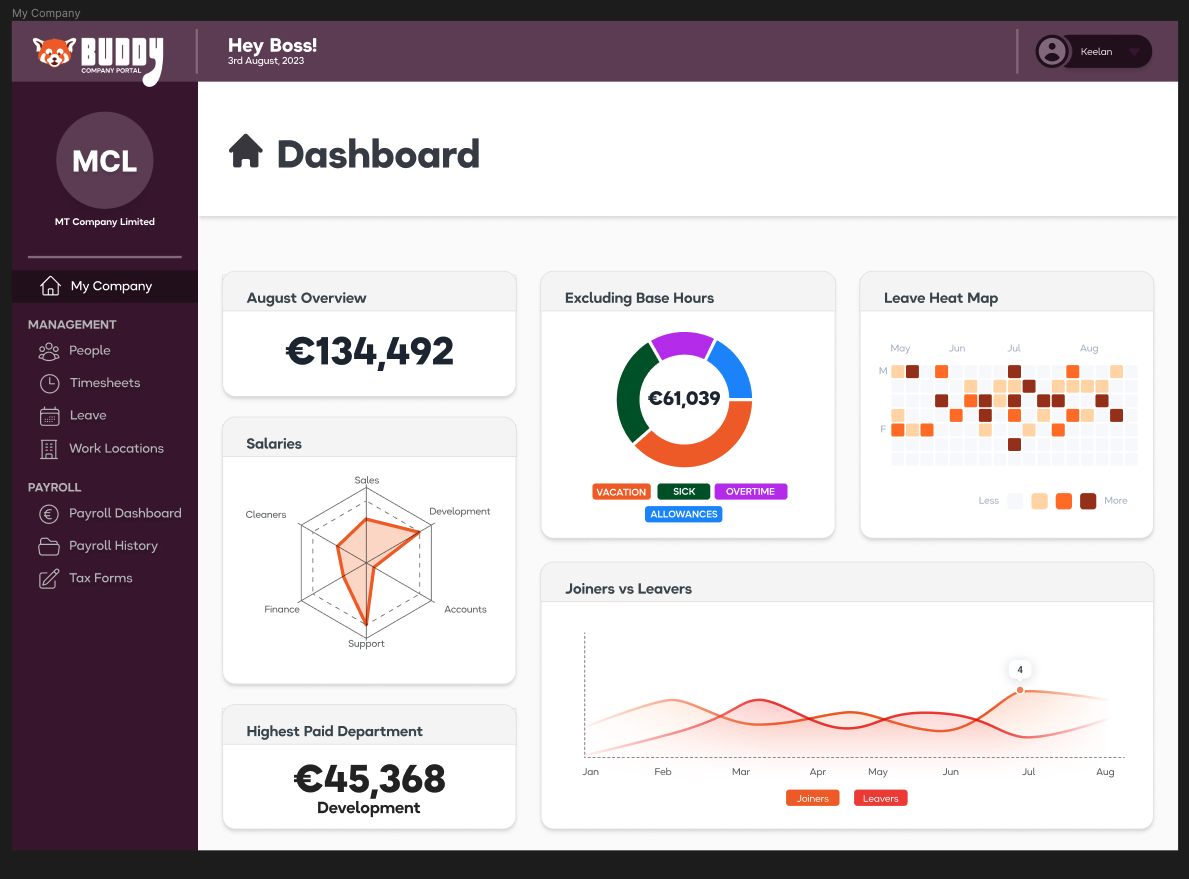 My Company
BUDDY
COMPANY PORTAL
Hey Boss!
3rd August, 2023
Keelan
MCL
MT Company Limited
My Company
MANAGEMENT
People
Timesheets
Leave
Work Locations
PAYROLL
Payroll Dashboard
Payroll History
Tax Forms
Dashboard
August Overview
€134,492
Salaries
Sales
Cleaners
Development
Finance
Accounts
Support
Highest Paid Department
€45,368
Development
Excluding Base Hours
€61,039
VACATION
SICK
OVERTIME
ALLOWANCES
Leave Heat Map
May Jun Jul Aug
M
F
Less
More
Joiners vs Leavers
4
Jan Feb Mar Apr May Jun Jul Aug
Joiners
Leavers